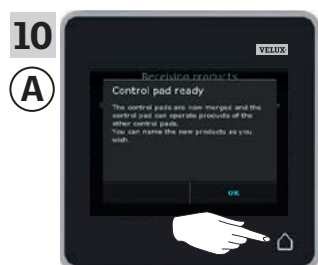 10
A
VELUX
Receiving products
Control pad ready
The control pads are now merged and the
control pad can operate products of the
other control pads.
You can name the new products as you
wish.
OK